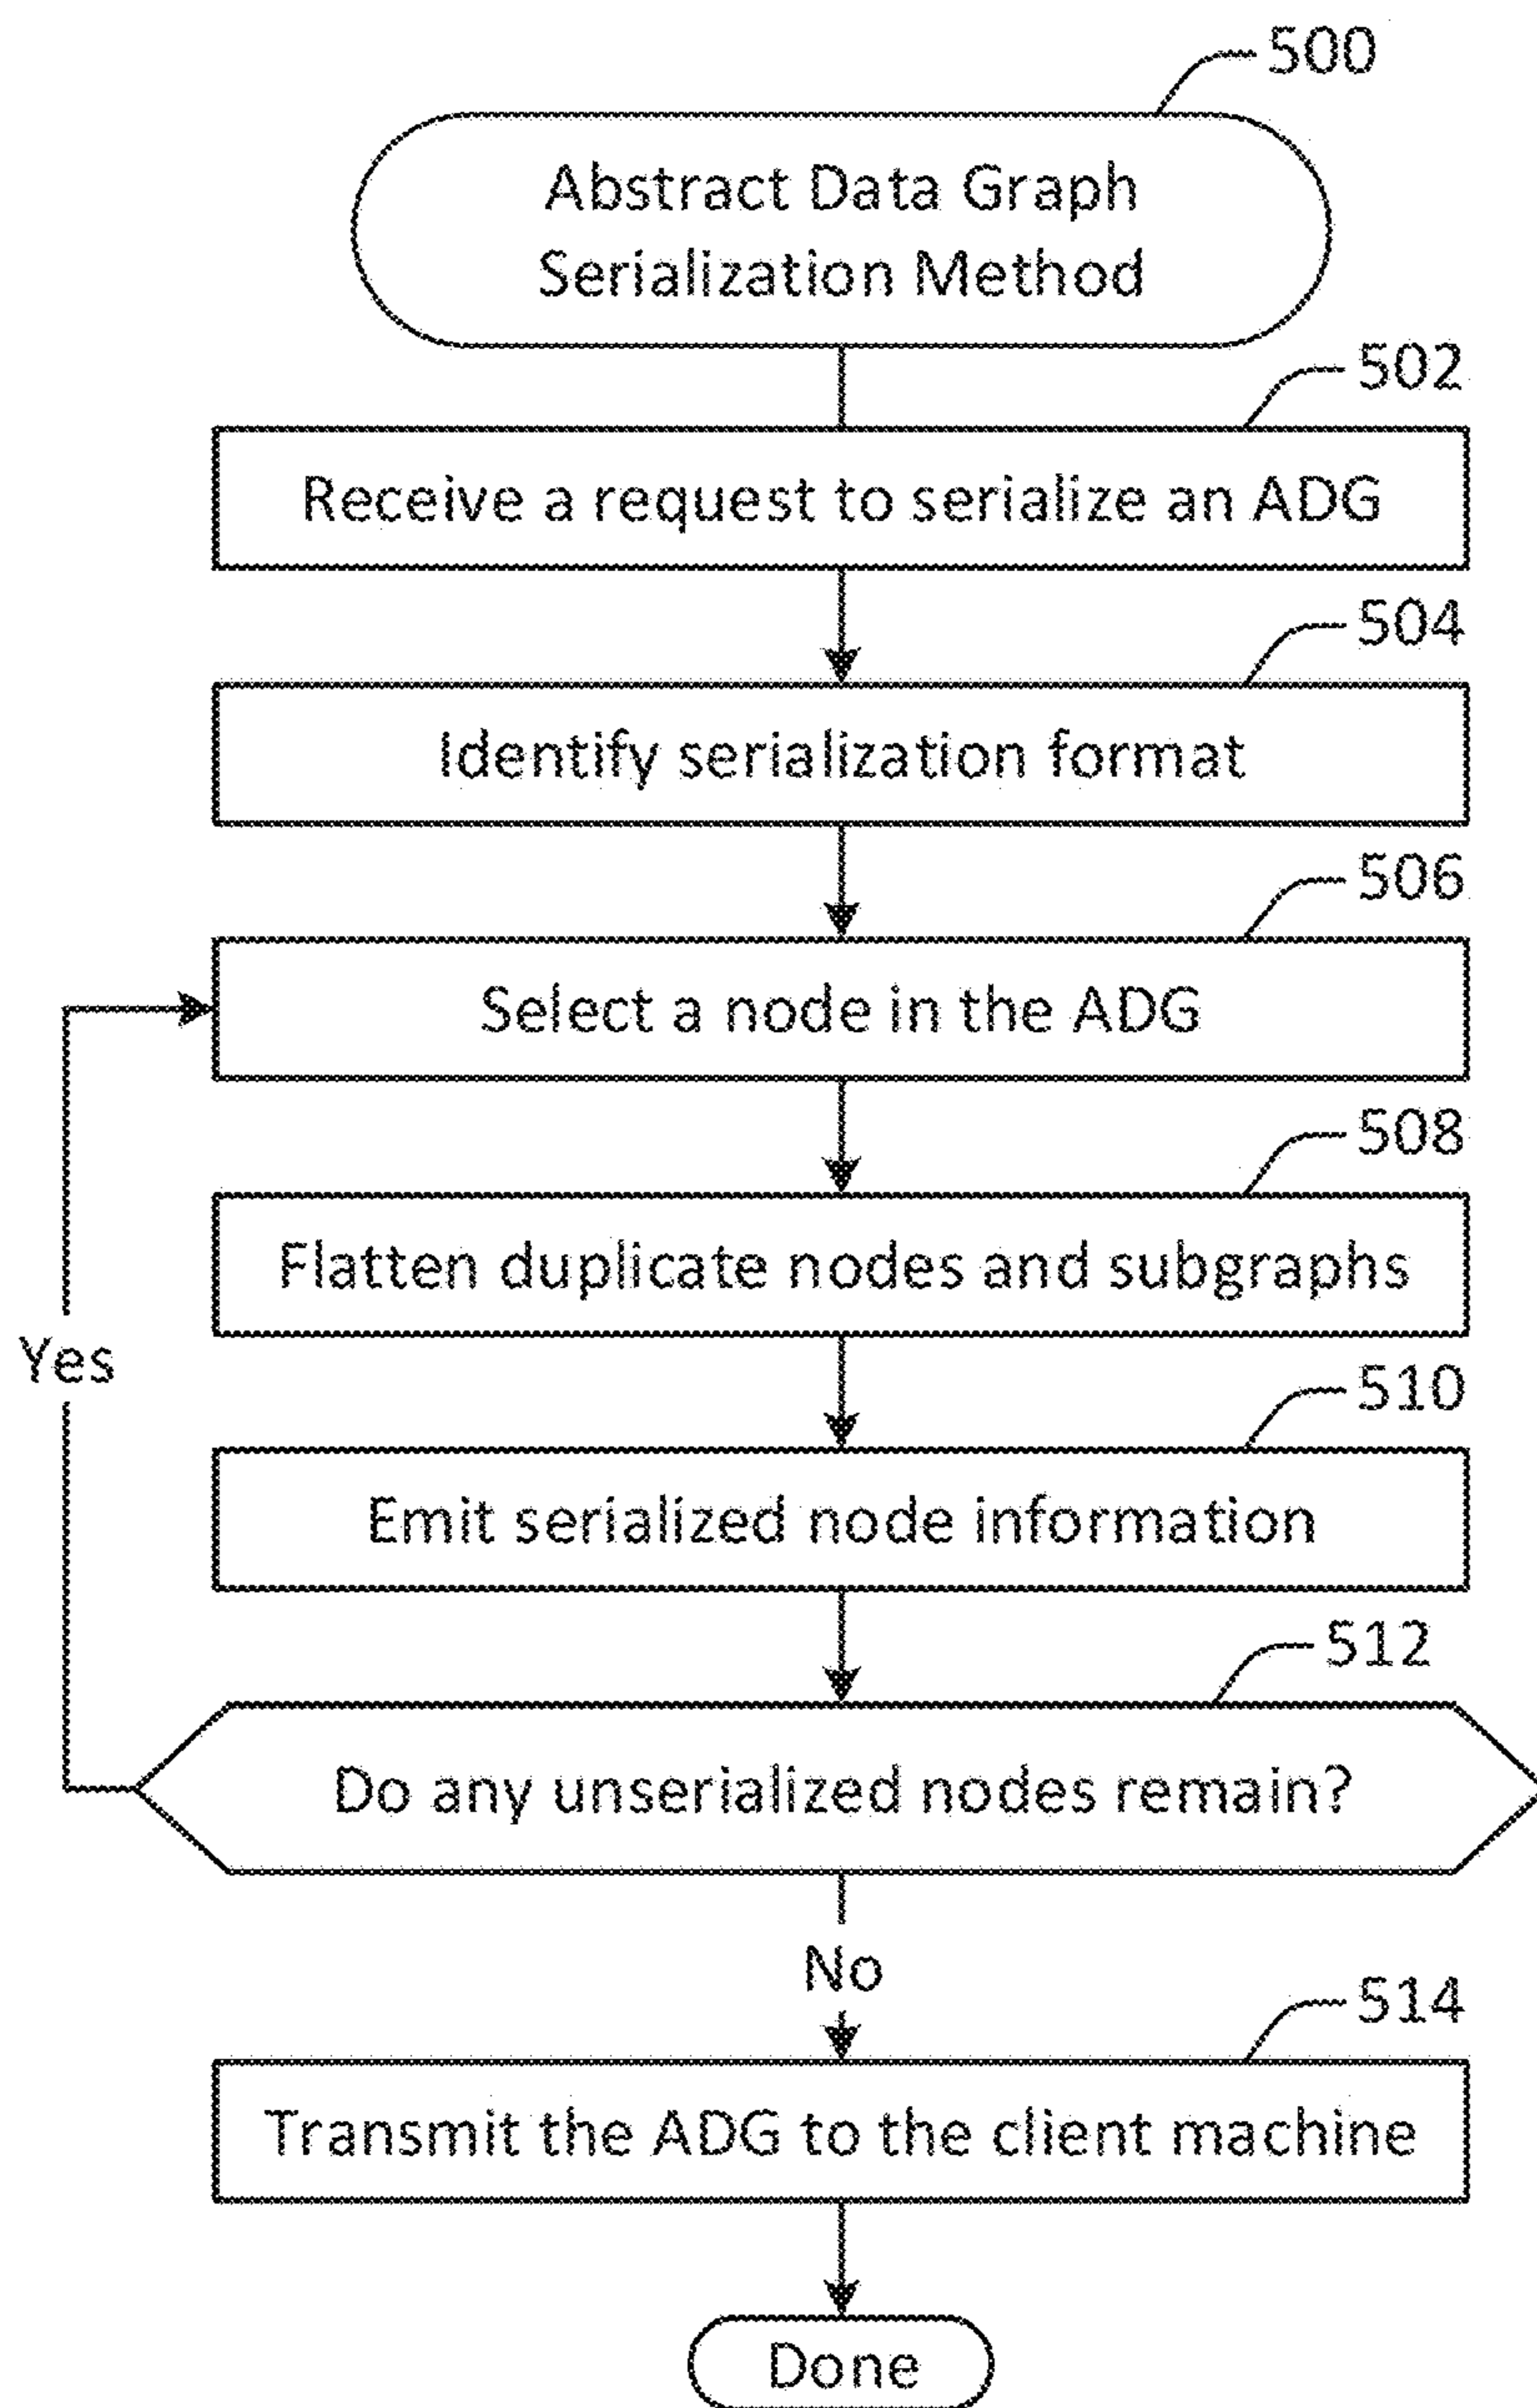 500
Abstract Data Graph
Serialization Method
502
Receive a request to serialize an ADG
504
Identify serialization format
506
Select a node in the ADG
508
Flatten duplicate nodes and subgraphs
Yes
510
Emit serialized node information
512
Do any unserialized nodes remain?
No
514
Transmit the ADG to the client machine
Done